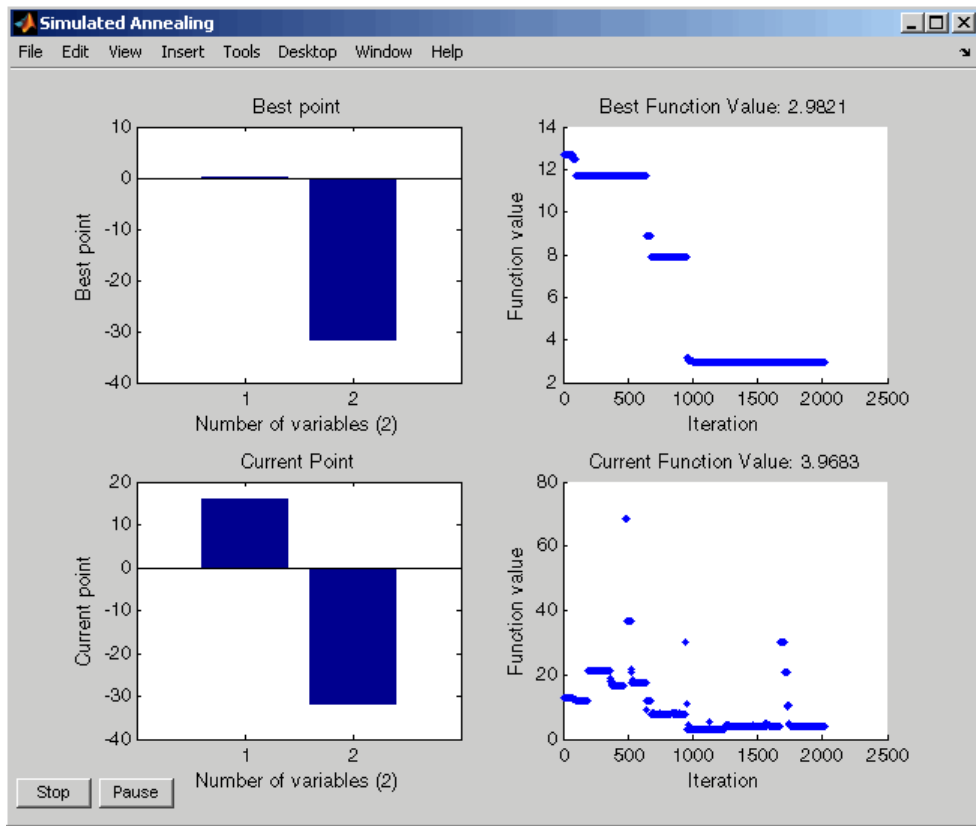 Simulated Annealing
File Edit View Insert Tools Desktop Window Help
Best point
10
0
-10
-20
-30
-40
Best point
1 2
Number of variables (2)
Best Function Value: 2.9821
14
12
10
8
6
4
2
Function value
0 500 1000 1500 2000 2500
Iteration
Current Point
20
10
0
-10
-20
-30
-40
Current point
1 2
Number of variables (2)
Current Function Value: 3.9683
80
60
40
20
0
Function value
0 500 1000 1500 2000 2500
Iteration
Stop Pause